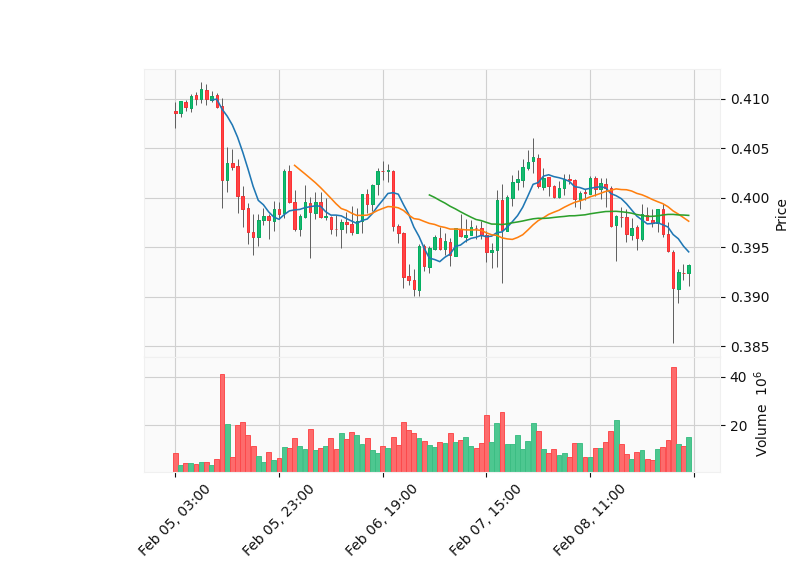 0.410
0.405
0.400
0.395
0.390
0.385
Price
40
20
Volume 10^6
Feb 05, 03:00
Feb 05, 23:00
Feb 06, 19:00
Feb 07, 15:00
Feb 08, 11:00